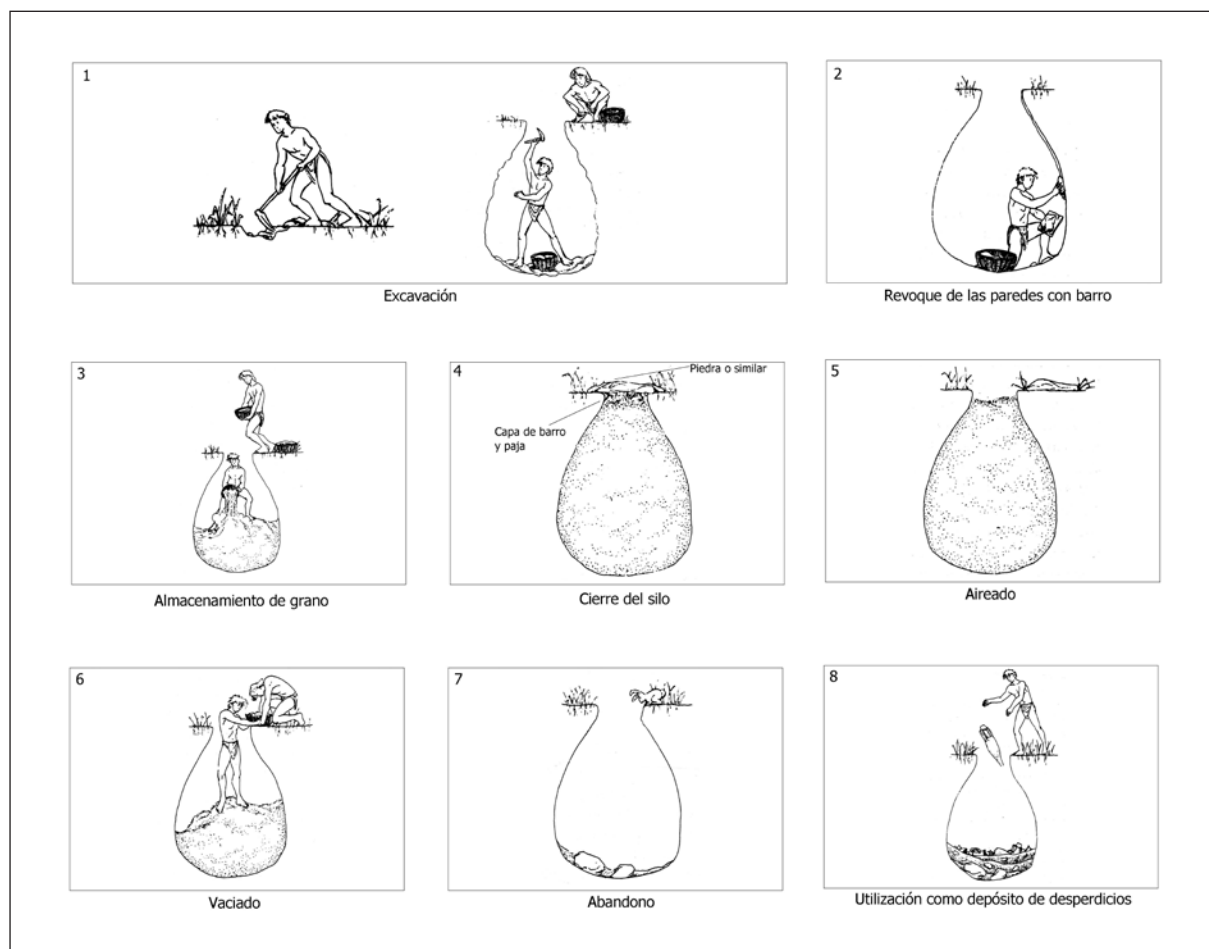 1
Excavación
2
Revoque de las paredes con barro
3
Almacenamiento de grano
4
Piedra o similar
Capa de barro
y paja
Cierre del silo
5
Aireado
6
Vaciado
7
Abandono
8
Utilización como depósito de desperdicios